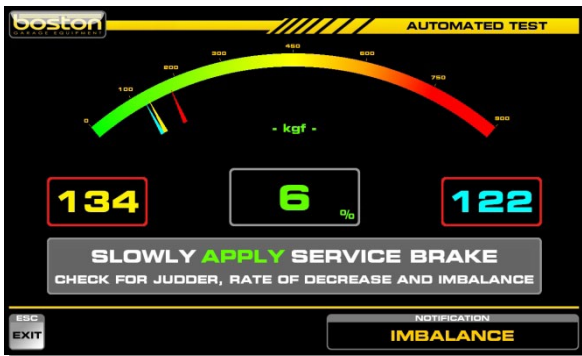 boston
GARAGE EQUIPMENT
AUTOMATED TEST
0
100
200
300
450
600
750
900
- kgf -
134
6 %
122
SLOWLY APPLY SERVICE BRAKE
CHECK FOR JUDDER, RATE OF DECREASE AND IMBALANCE
ESC
EXIT
NOTIFICATION
IMBALANCE